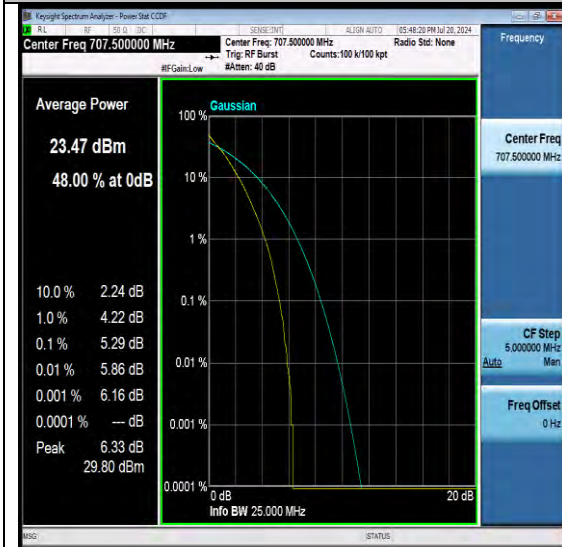 Keysight Spectrum Analyzer - Power Stat CCDF
RL RF 50 Ω DC SENSE:INT ALIGN AUTO 05:48:20 PM Jul 20, 2024
Center Freq 707.500000 MHz
Center Freq: 707.500000 MHz Radio Std: None
Trig: RF Burst Counts:100 k/100 kpt
#IFGain:Low #Atten: 40 dB
Frequency
Average Power
23.47 dBm
48.00 % at 0dB
10.0 % 2.24 dB
1.0 % 4.22 dB
0.1 % 5.29 dB
0.01 % 5.86 dB
0.001 % 6.16 dB
0.0001 % --- dB
Peak 6.33 dB
29.80 dBm
Gaussian
100 %
10 %
1 %
0.1 %
0.01 %
0.001 %
0.0001 %
0 dB 20 dB
Info BW 25.000 MHz
Center Freq
707.500000 MHz
CF Step
5.000000 MHz
Auto Man
Freq Offset
0 Hz
MSG STATUS